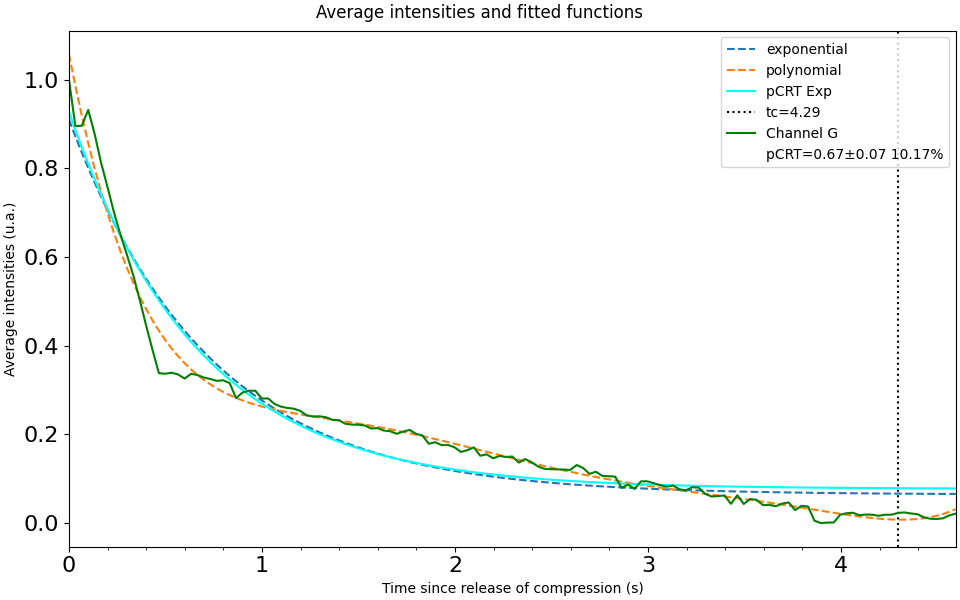 Average intensities and fitted functions
exponential
polynomial
pCRT Exp
tc=4.29
Channel G
pCRT=0.67±0.07 10.17%
Average intensities (u.a.)
1.0
0.8
0.6
0.4
0.2
0.0
0 1 2 3 4
Time since release of compression (s)